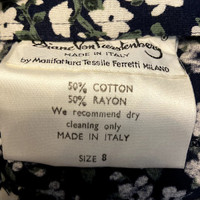 Diane Von Furstenberg
MADE IN ITALY
by Manifattura Tessile Ferretti MILANO
50% COTTON
50% RAYON
We recommend dry
cleaning only
MADE IN ITALY
SIZE 8